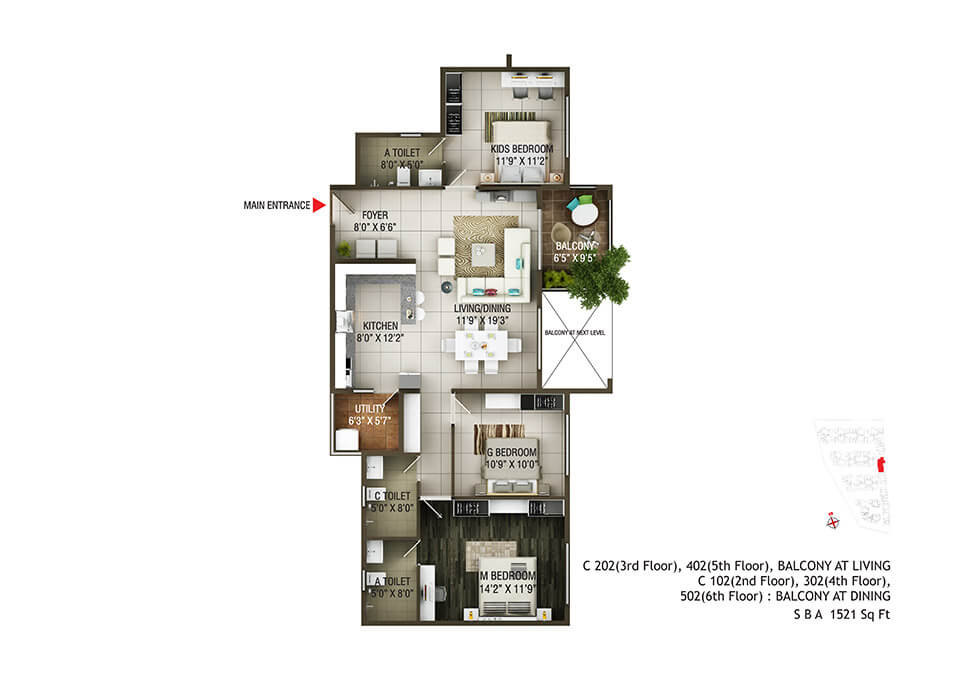 KIDS BEDROOM
11'9" X 11'2"
A TOILET
8'0" X 5'0"
MAIN ENTRANCE
FOYER
8'0" X 6'6"
BALCONY
6'5" X 9'5"
LIVING/DINING
11'9" X 19'3"
KITCHEN
8'0" X 12'2"
BALCONY AT NEXT LEVEL
UTILITY
6'3" X 5'7"
G BEDROOM
10'9" X 10'0"
C TOILET
5'0" X 8'0"
M BEDROOM
14'2" X 11'9"
A TOILET
5'0" X 8'0"
C 202(3rd Floor), 402(5th Floor), BALCONY AT LIVING
C 102(2nd Floor), 302(4th Floor),
502(6th Floor) : BALCONY AT DINING
S B A 1521 Sq Ft